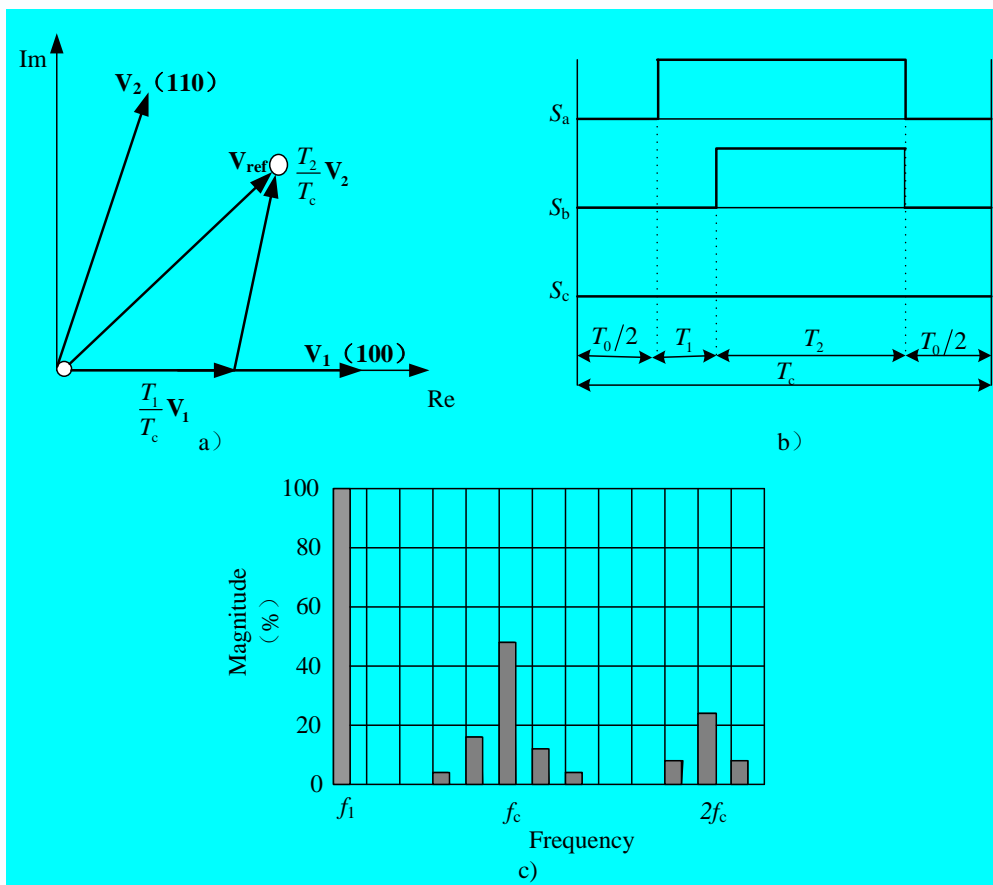 Im
V₂（110）
V_ref
T₂/T_c V₂
V₁（100）
T₁/T_c V₁
Re
a）
S_a
S_b
S_c
T₀/2
T₁
T₂
T₀/2
T_c
b）
Magnitude
（%）
100
80
60
40
20
0
f₁
f_c
2f_c
Frequency
c)